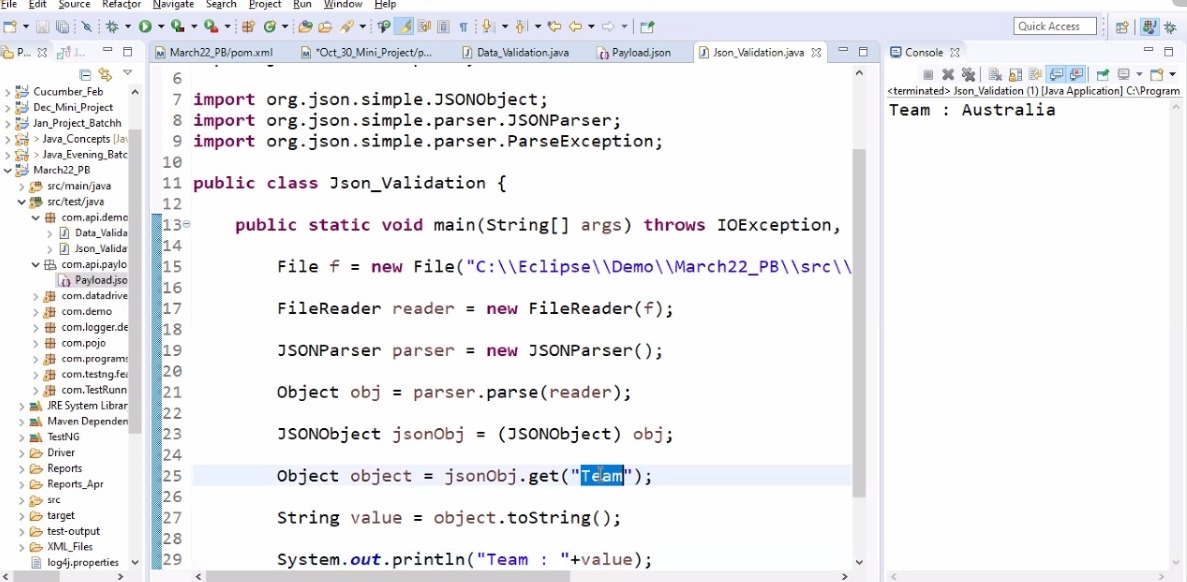 File Edit Source Refactor Navigate Search Project Run Window Help
Quick Access
P...
J...
March22_PB/pom.xml
*Oct_30_Mini_Project/p...
Data_Validation.java
Payload.json
Json_Validation.java
Console
<terminated> Json_Validation (1) [Java Application] C:\Program
Team : Australia
Cucumber_Feb
Dec_Mini_Project
Jan_Project_Batchh
> Java_Concepts [Jav
> Java_Evening_Batc
March22_PB
src/main/java
src/test/java
com.api.demo
Data_Valida
Json_Valida
com.api.paylo
Payload.jso
com.datadrive
com.demo
com.logger.de
com.pojo
com.programs
com.testng.fea
com.TestRunn
JRE System Librar
Maven Dependen
TestNG
Driver
Reports
Reports_Apr
src
target
test-output
XML_Files
log4j.properties
6
7 import org.json.simple.JSONObject;
8 import org.json.simple.parser.JSONParser;
9 import org.json.simple.parser.ParseException;
10
11 public class Json_Validation {
12
13 public static void main(String[] args) throws IOException,
14
15 File f = new File("C:\\Eclipse\\Demo\\March22_PB\\src\\
16
17 FileReader reader = new FileReader(f);
18
19 JSONParser parser = new JSONParser();
20
21 Object obj = parser.parse(reader);
22
23 JSONObject jsonObj = (JSONObject) obj;
24
25 Object object = jsonObj.get("Team");
26
27 String value = object.toString();
28
29 System.out.println("Team : "+value);